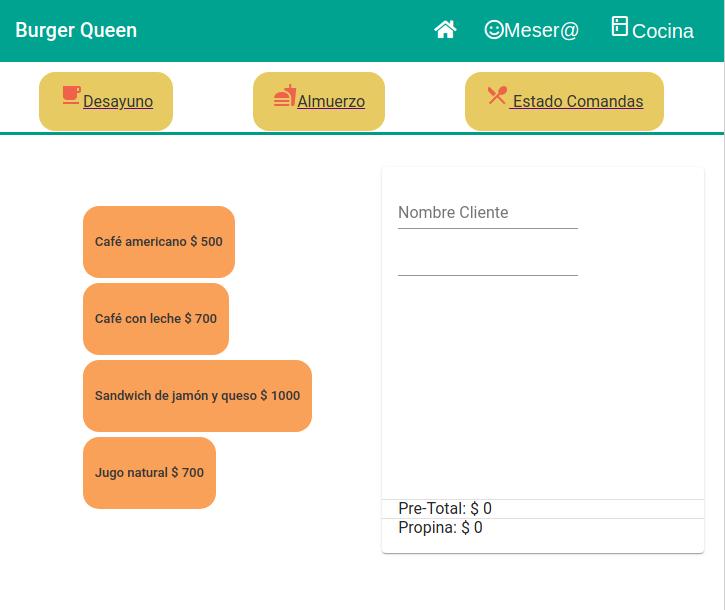 Burger Queen
Meser@
Cocina
Desayuno
Almuerzo
Estado Comandas
Café americano $ 500
Café con leche $ 700
Sandwich de jamón y queso $ 1000
Jugo natural $ 700
Nombre Cliente
Pre-Total: $ 0
Propina: $ 0